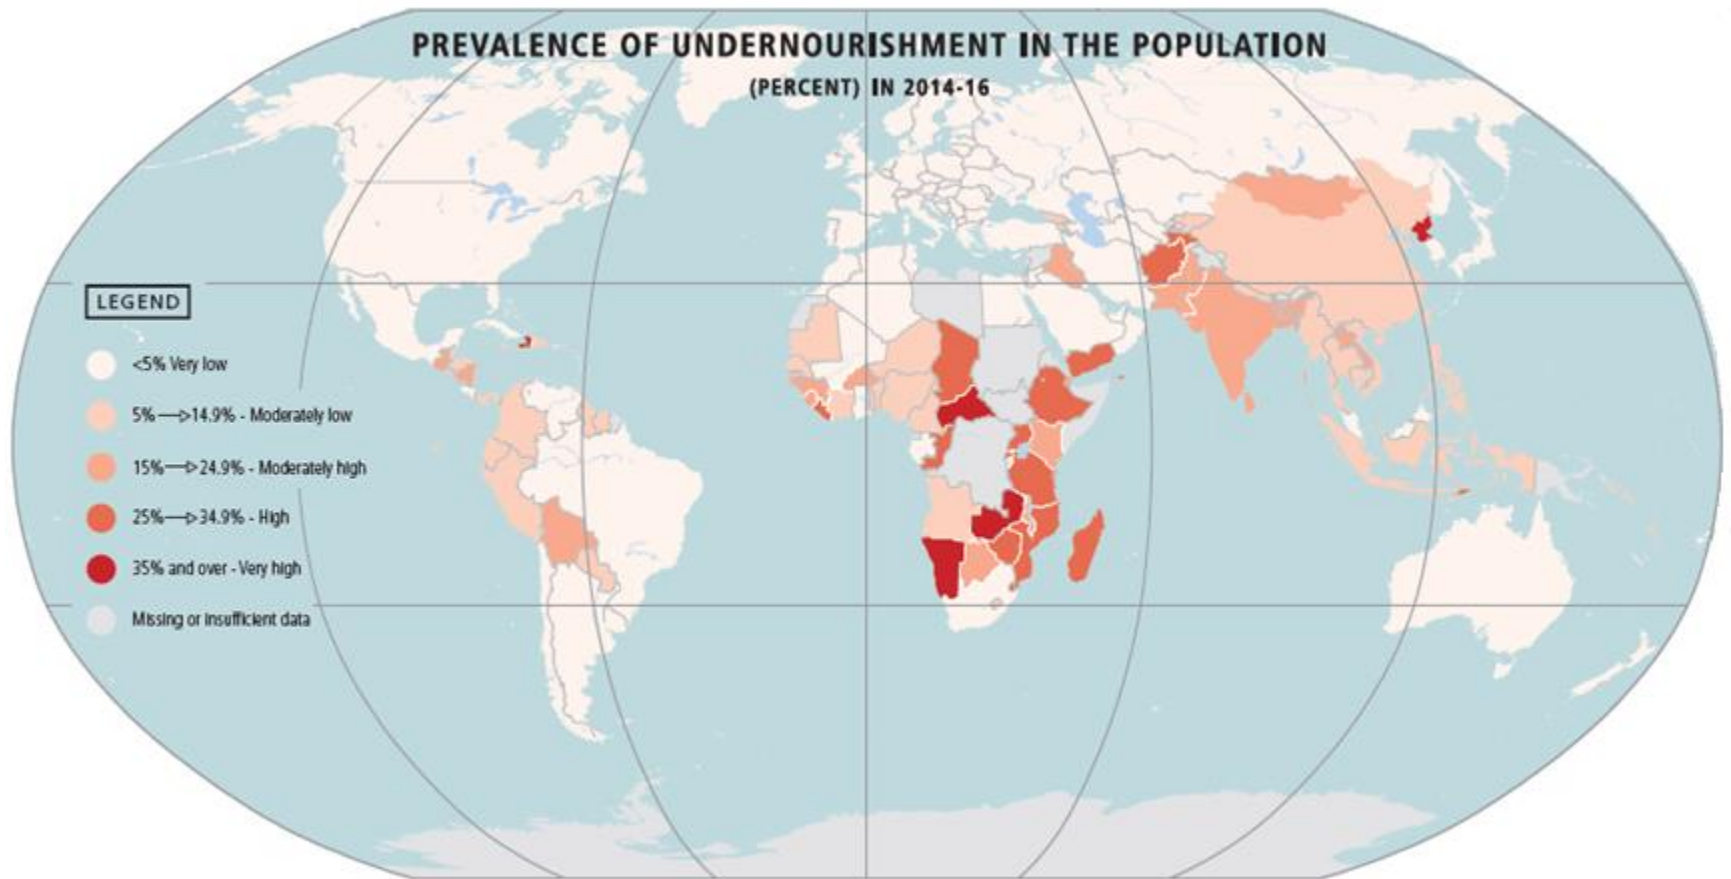 PREVALENCE OF UNDERNOURISHMENT IN THE POPULATION
(PERCENT) IN 2014-16
LEGEND
<5% Very low
5%—▷14.9% - Moderately low
15%—▷24.9% - Moderately high
25%—▷34.9% - High
35% and over - Very high
Missing or insufficient data